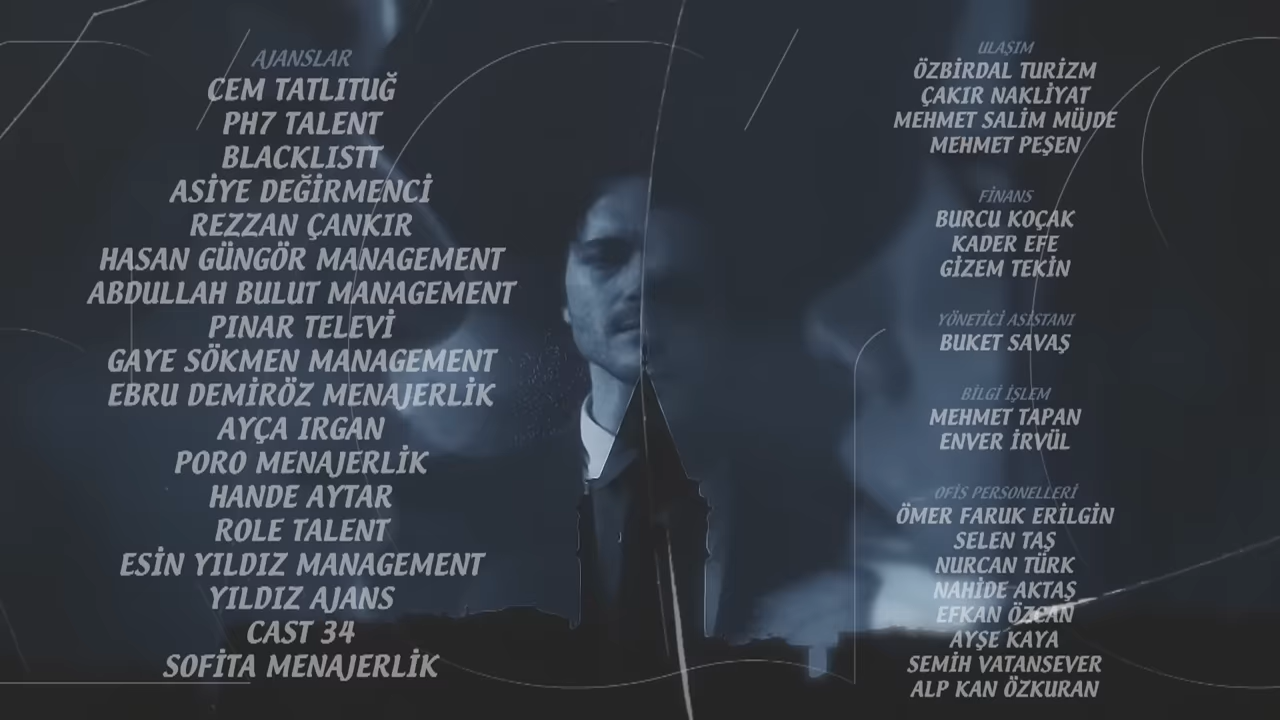 AJANSLAR
CEM TATLITUĞ
PH7 TALENT
BLACKLISTT
ASİYE DEĞİRMENCİ
REZZAN ÇANKIR
HASAN GÜNGÖR MANAGEMENT
ABDULLAH BULUT MANAGEMENT
PINAR TELEVİ
GAYE SÖKMEN MANAGEMENT
EBRU DEMİRÖZ MENAJERLİK
AYÇA IRGAN
PORO MENAJERLİK
HANDE AYTAR
ROLE TALENT
ESİN YILDIZ MANAGEMENT
YILDIZ AJANS
CAST 34
SOFİTA MENAJERLİK
ULAŞIM
ÖZBİRDAL TURİZM
ÇAKIR NAKLİYAT
MEHMET SALİM MÜJDE
MEHMET PEŞEN
FİNANS
BURCU KOÇAK
KADER EFE
GİZEM TEKİN
YÖNETİCİ ASİSTANI
BUKET SAVAŞ
BİLGİ İŞLEM
MEHMET TAPAN
ENVER İRVÜL
OFİS PERSONELLERİ
ÖMER FARUK ERİLGİN
SELEN TAŞ
NURCAN TÜRK
NAHİDE AKTAŞ
EFKAN ÖZCAN
AYŞE KAYA
SEMİH VATANSEVER
ALP KAN ÖZKURAN